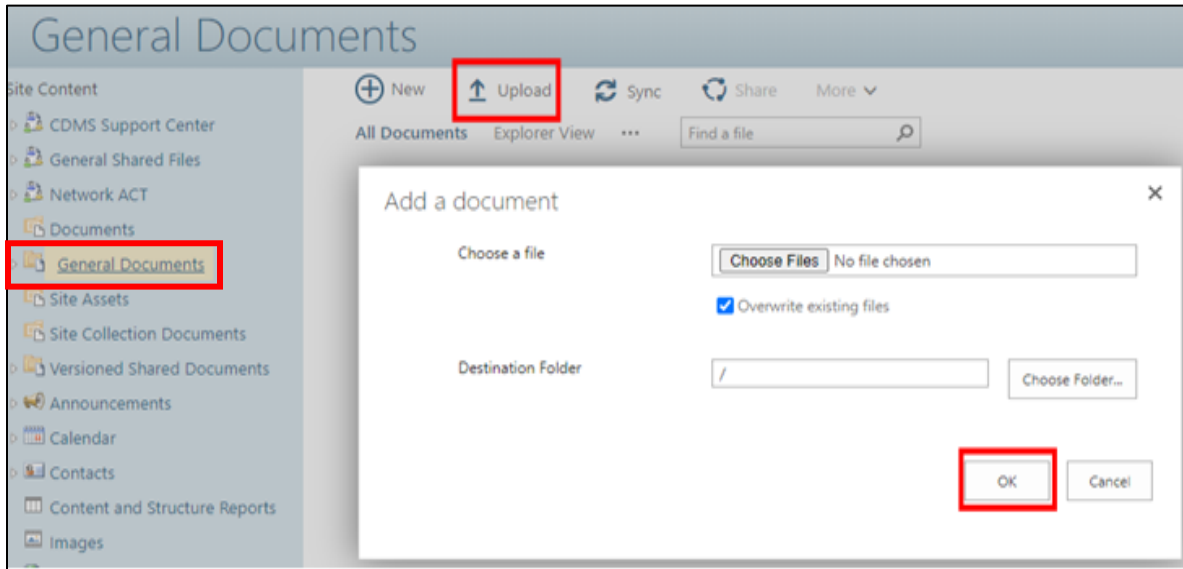 General Documents
Site Content
CDMS Support Center
General Shared Files
Network ACT
Documents
General Documents
Site Assets
Site Collection Documents
Versioned Shared Documents
Announcements
Calendar
Contacts
Content and Structure Reports
Images
New Upload Sync Share More
All Documents Explorer View ••• Find a file
Add a document
Choose a file Choose Files No file chosen
Overwrite existing files
Destination Folder / Choose Folder...
OK Cancel